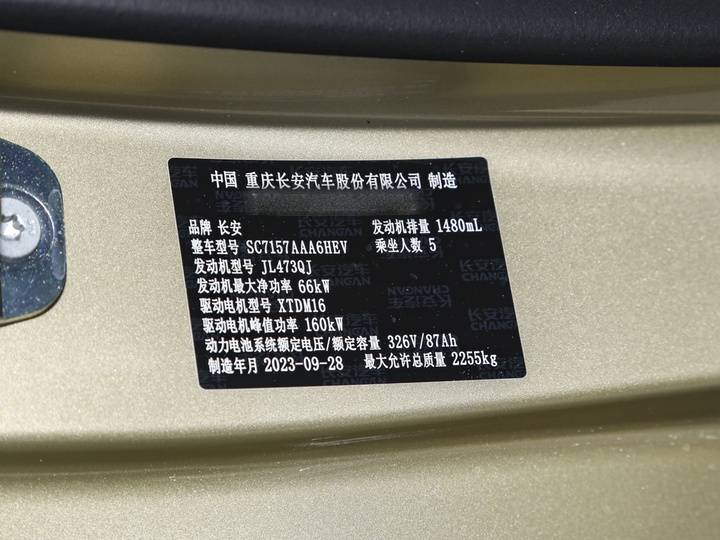 中国 重庆长安汽车股份有限公司 制造
品牌 长安 发动机排量 1480mL
整车型号 SC7157AAA6HEV 乘坐人数 5
发动机型号 JL473QJ
发动机最大净功率 66kW
驱动电机型号 XTDM16
驱动电机峰值功率 160kW
动力电池系统额定电压/额定容量 326V/87Ah
制造年月 2023-09-28 最大允许总质量 2255kg
长安汽车
CHANGAN